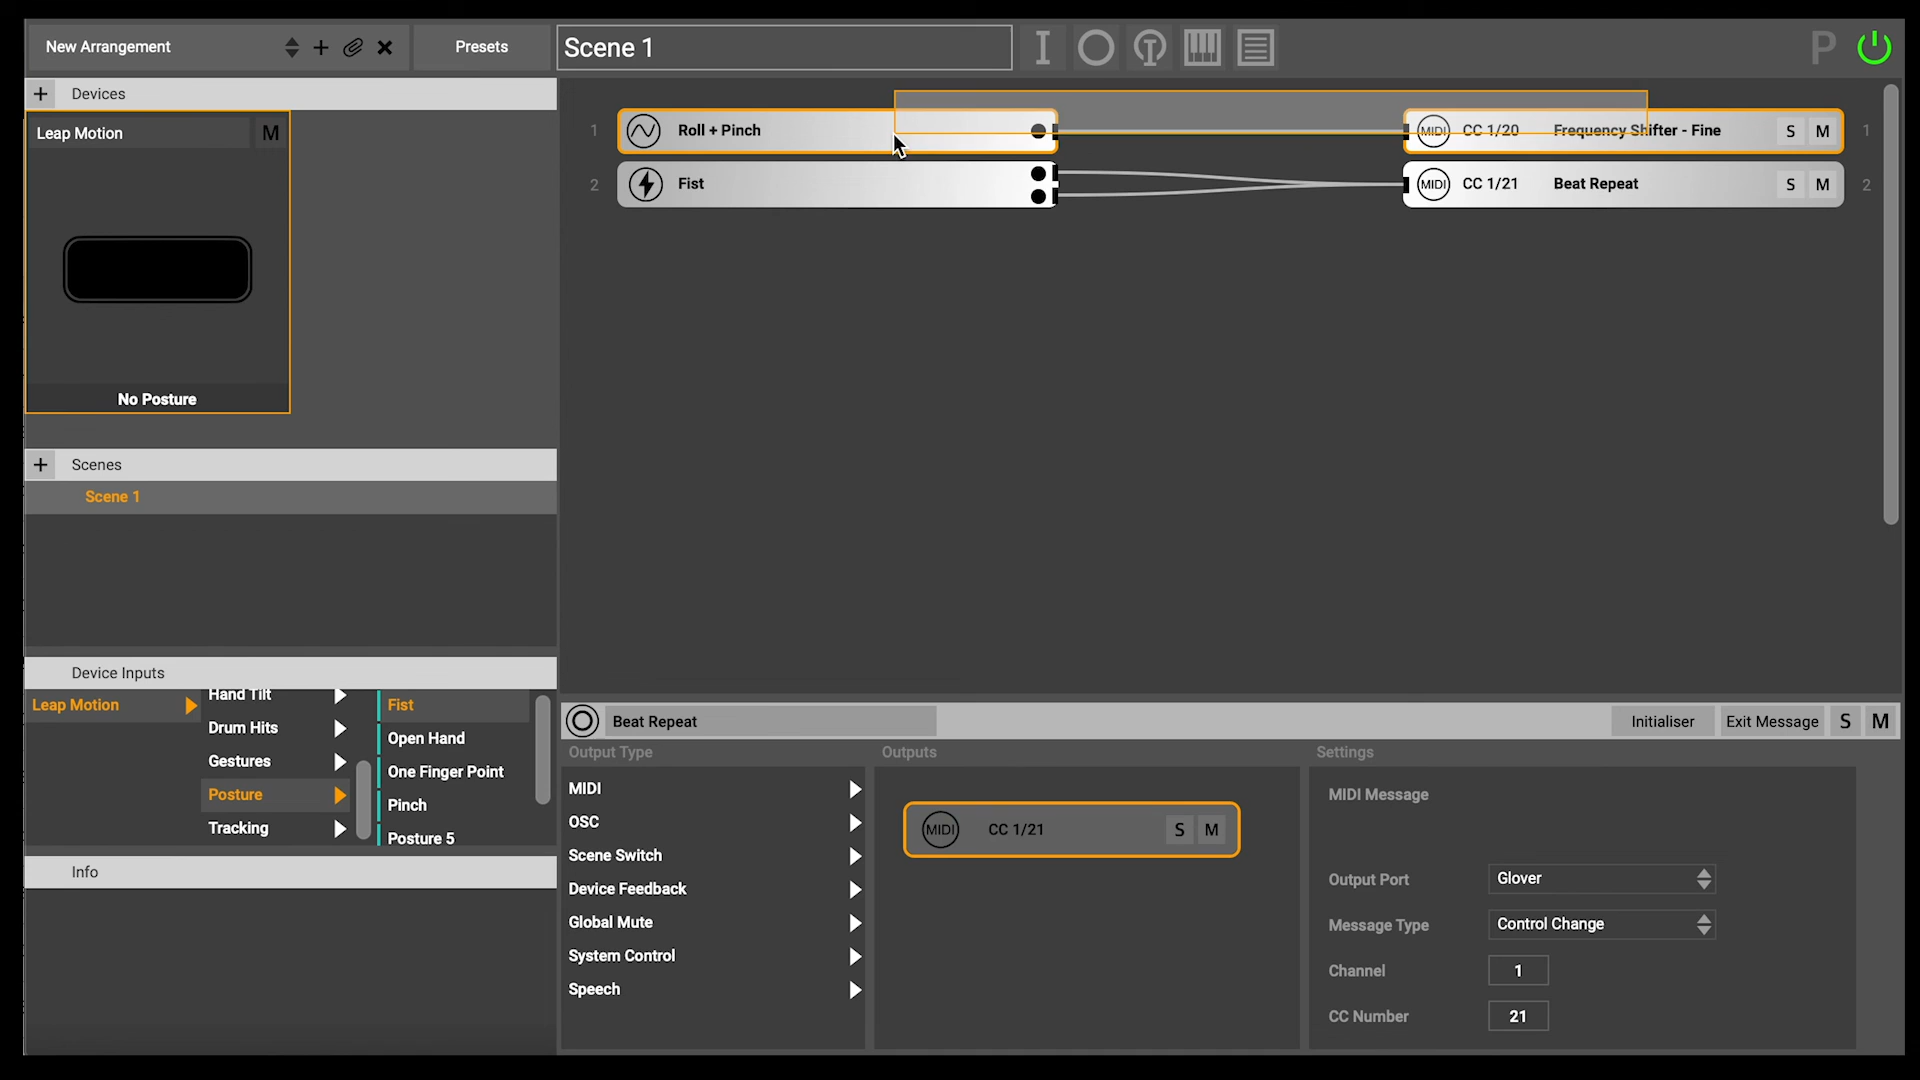 New Arrangement
Presets
Scene 1
P
Devices
Leap Motion
M
No Posture
1 Roll + Pinch
MIDI CC 1/20 Frequency Shifter - Fine S M 1
2 Fist
MIDI CC 1/21 Beat Repeat S M 2
Scenes
Scene 1
Device Inputs
Leap Motion
Hand Tilt
Drum Hits
Gestures
Posture
Tracking
Fist
Open Hand
One Finger Point
Pinch
Posture 5
Info
Beat Repeat
Initialiser
Exit Message
S M
Output Type
Outputs
Settings
MIDI
OSC
Scene Switch
Device Feedback
Global Mute
System Control
Speech
MIDI CC 1/21 S M
MIDI Message
Output Port Glover
Message Type Control Change
Channel 1
CC Number 21